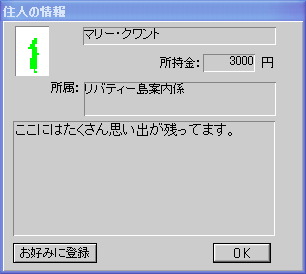 住人の情報
マリー・クワント
所持金: 3000 円
所属: リバティー島案内係
ここにはたくさん思い出が残ってます。
お好みに登録 OK